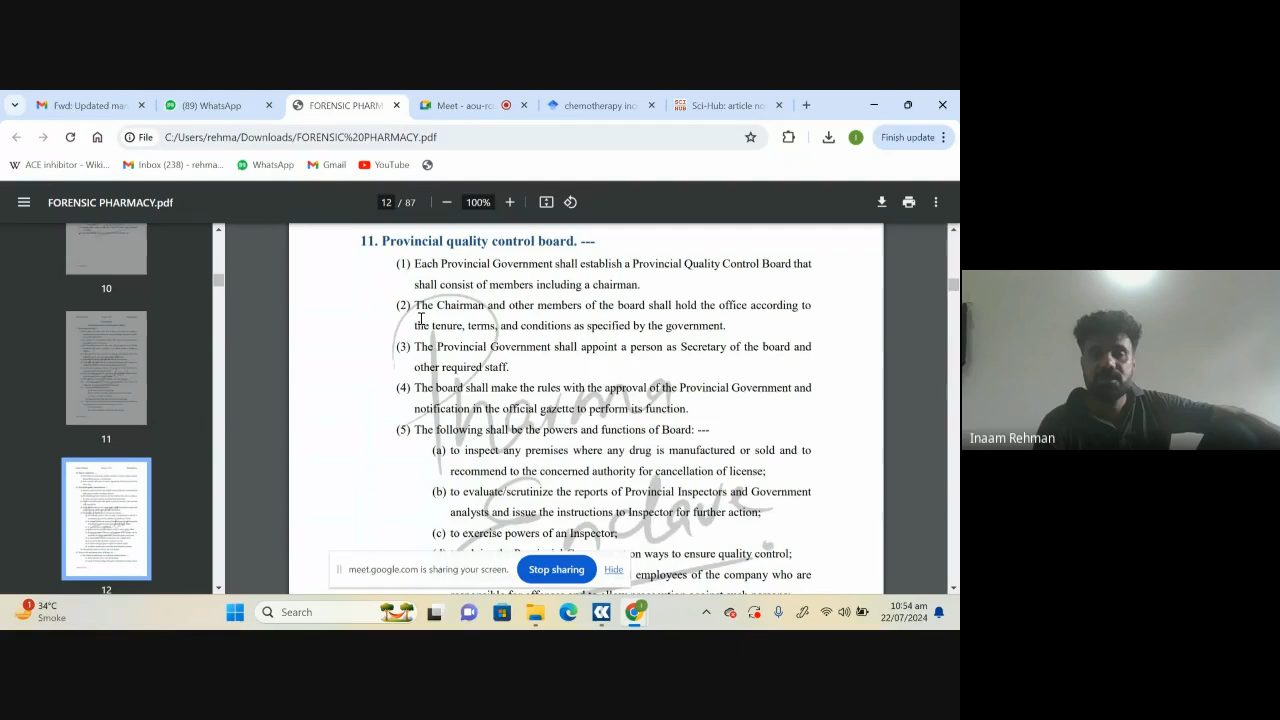 Fwd: Updated mar
(89) WhatsApp
FORENSIC PHARM
Meet - aou-rc
chemotherapy in
SCI HUB
Sci-Hub: article no
File
C:/Users/rehma/Downloads/FORENSIC%20PHARMACY.pdf
Finish update
ACE inhibitor - Wiki...
Inbox (238) - rehma...
WhatsApp
Gmail
YouTube
FORENSIC PHARMACY.pdf
12 / 87
100%
10
11
12
11. Provincial quality control board. ---
(1) Each Provincial Government shall establish a Provincial Quality Control Board that
shall consist of members including a chairman.
(2) The Chairman and other members of the board shall hold the office according to
the tenure, terms, and conditions as specified by the government.
(3) The Provincial Govt shall appoint a person as Secretary of the board and
other required staff.
(4) The board shall make the rules with the approval of the Provincial Government and
notification in the official gazette to perform its function.
(5) The following shall be the powers and functions of Board: ---
(a) to inspect any premises where any drug is manufactured or sold and to
recommend to the concerned authority for cancellation of license;
to evaluate scrutinize the reports of Provincial Inspectors and Government
analysts and issue the instructions to Inspector for further action;
to exercise powers of an Inspector;
on ways to ensure quality control;
employees of the company who are
meet.google.com is sharing your screen.
Stop sharing
Hide
34°C
Smoke
Search
10:54 am
22/07/2024
Inaam Rehman